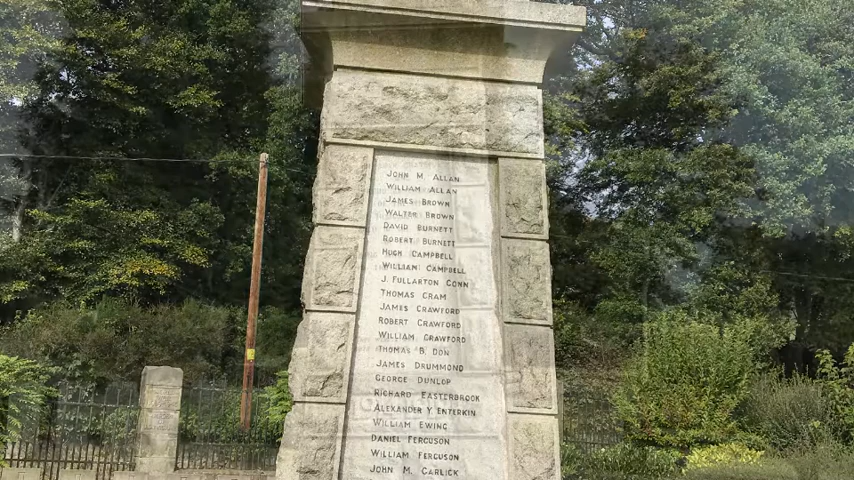 JOHN M. ALLAN
WILLIAM ALLAN
JAMES BROWN
WALTER BROWN
DAVID BURNETT
ROBERT BURNETT
HUGH CAMPBELL
WILLIAM CAMPBELL
J. FULLARTON CONN
THOMAS CRAM
JAMES CRAWFORD
ROBERT CRAWFORD
WILLIAM CRAWFORD
THOMAS B. DON
JAMES DRUMMOND
GEORGE DUNLOP
RICHARD EASTERBROOK
ALEXANDER Y. ENTERKIN
WILLIAM EWING
DANIEL FERGUSON
WILLIAM FERGUSON
JOHN M. GARLICK